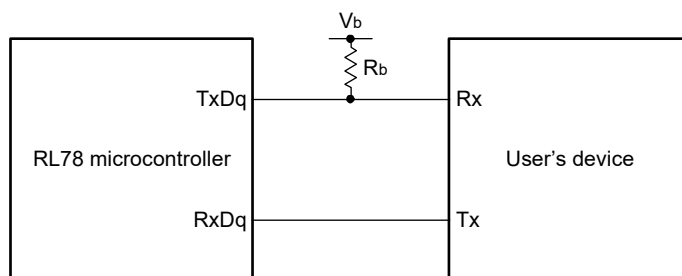 Vb
Rb
TxDq
Rx
RL78 microcontroller
User’s device
RxDq
Tx